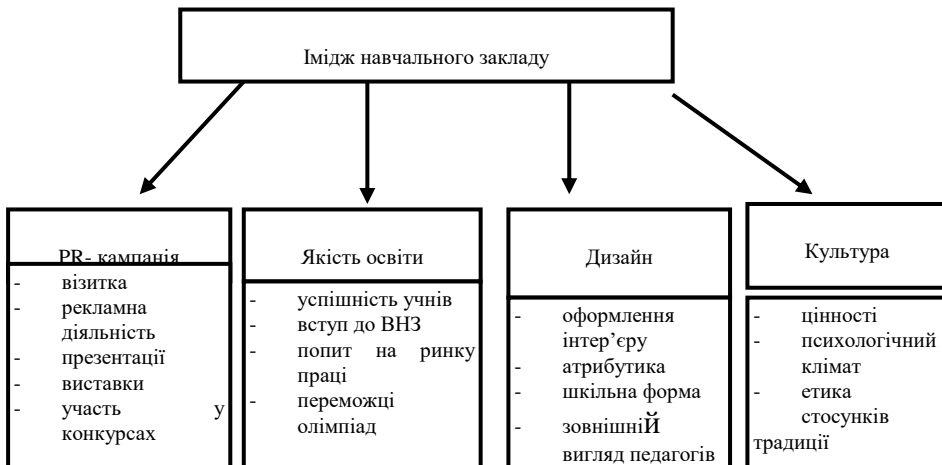 Імідж навчального закладу
PR- кампанія
- візитка
- рекламна
діяльність
- презентації
- виставки
- участь у
конкурсах
Якість освіти
- успішність учнів
- вступ до ВНЗ
- попит на ринку
праці
- переможці
олімпіад
Дизайн
- оформлення
інтер’єру
- атрибутика
- шкільна форма
- зовнішніЙ
вигляд педагогів
Культура
- цінності
- психологічний
клімат
- етика
стосунків
традиції